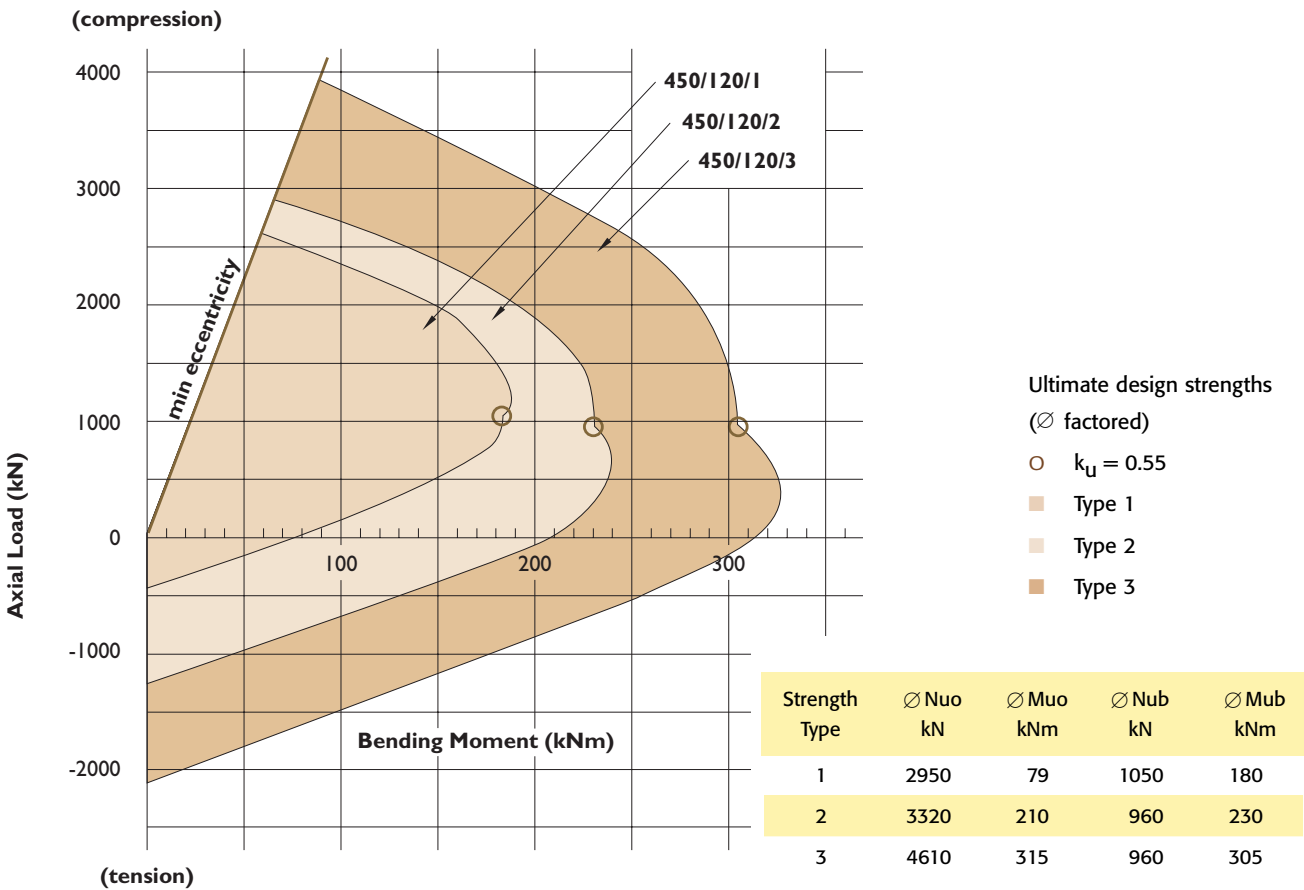 (compression)
Axial Load (kN)
4000
3000
2000
1000
0
-1000
-2000
min eccentricity
450/120/1
450/120/2
450/120/3
100
200
300
Bending Moment (kNm)
(tension)
Ultimate design strengths
(∅ factored)
ku = 0.55
Type 1
Type 2
Type 3
Strength Type ∅ Nuo kN ∅ Muo kNm ∅ Nub kN ∅ Mub kNm
1 2950 79 1050 180
2 3320 210 960 230
3 4610 315 960 305